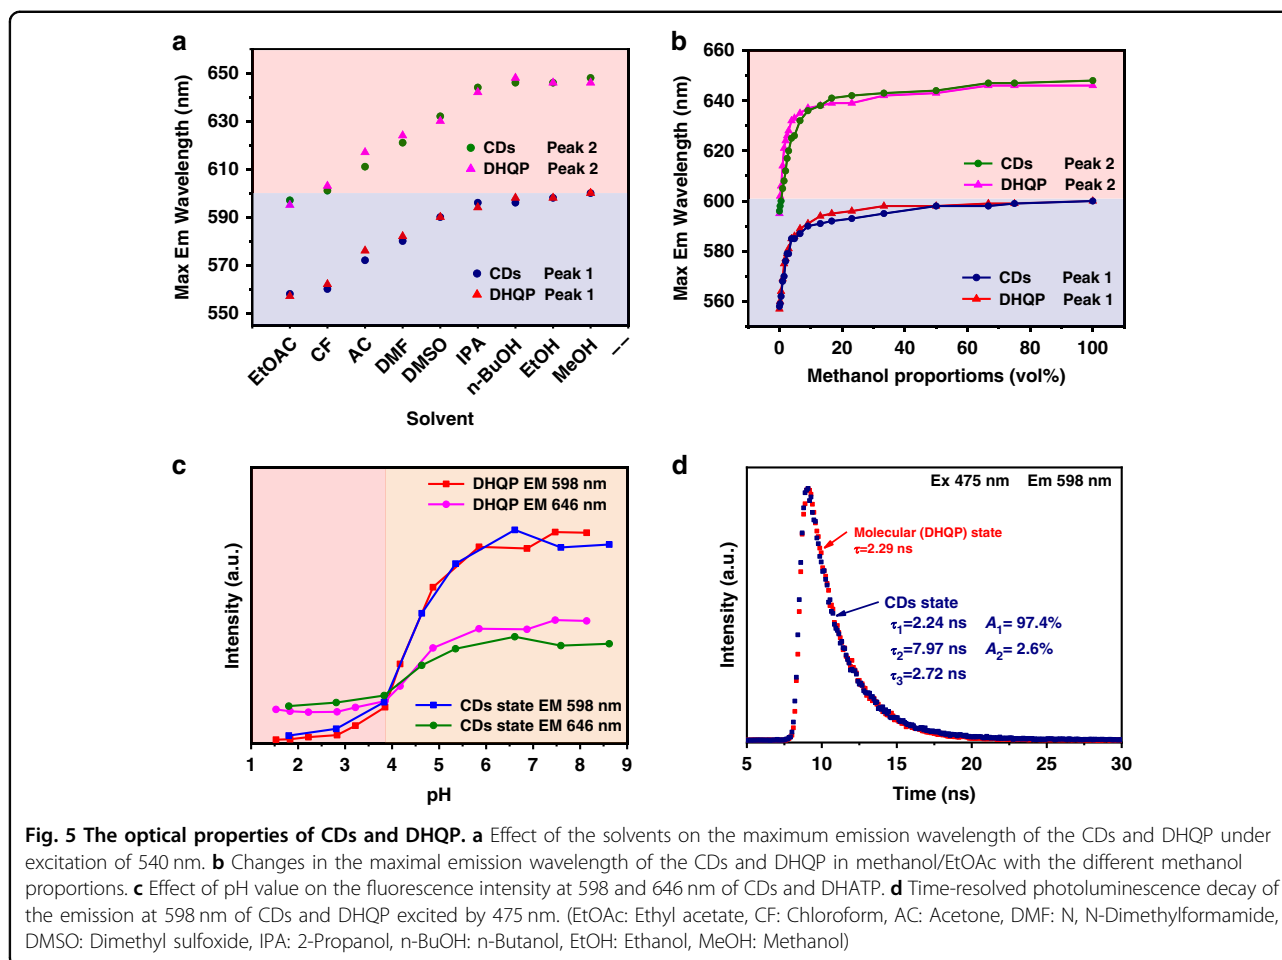 a
Max Em Wavelength (nm)
650
630
610
590
570
550
CDs Peak 2
DHQP Peak 2
CDs Peak 1
DHQP Peak 1
EtOAC
CF
AC
DMF
DMSO
IPA
n-BuOH
EtOH
MeOH
––
Solvent
b
Max Em Wavelength (nm)
660
640
620
600
580
560
CDs Peak 2
DHQP Peak 2
CDs Peak 1
DHQP Peak 1
0 20 40 60 80 100
Methanol proportioms (vol%)
c
Intensity (a.u.)
DHQP EM 598 nm
DHQP EM 646 nm
CDs state EM 598 nm
CDs state EM 646 nm
1 2 3 4 5 6 7 8 9
pH
d
Intensity (a.u.)
Ex 475 nm Em 598 nm
Molecular (DHQP) state
τ=2.29 ns
CDs state
τ1=2.24 ns A1= 97.4%
τ2=7.97 ns A2= 2.6%
τ3=2.72 ns
5 10 15 20 25 30
Time (ns)
Fig. 5 The optical properties of CDs and DHQP. a Effect of the solvents on the maximum emission wavelength of the CDs and DHQP under
excitation of 540 nm. b Changes in the maximal emission wavelength of the CDs and DHQP in methanol/EtOAc with the different methanol
proportions. c Effect of pH value on the fluorescence intensity at 598 and 646 nm of CDs and DHATP. d Time-resolved photoluminescence decay of
the emission at 598 nm of CDs and DHQP excited by 475 nm. (EtOAc: Ethyl acetate, CF: Chloroform, AC: Acetone, DMF: N, N-Dimethylformamide,
DMSO: Dimethyl sulfoxide, IPA: 2-Propanol, n-BuOH: n-Butanol, EtOH: Ethanol, MeOH: Methanol)